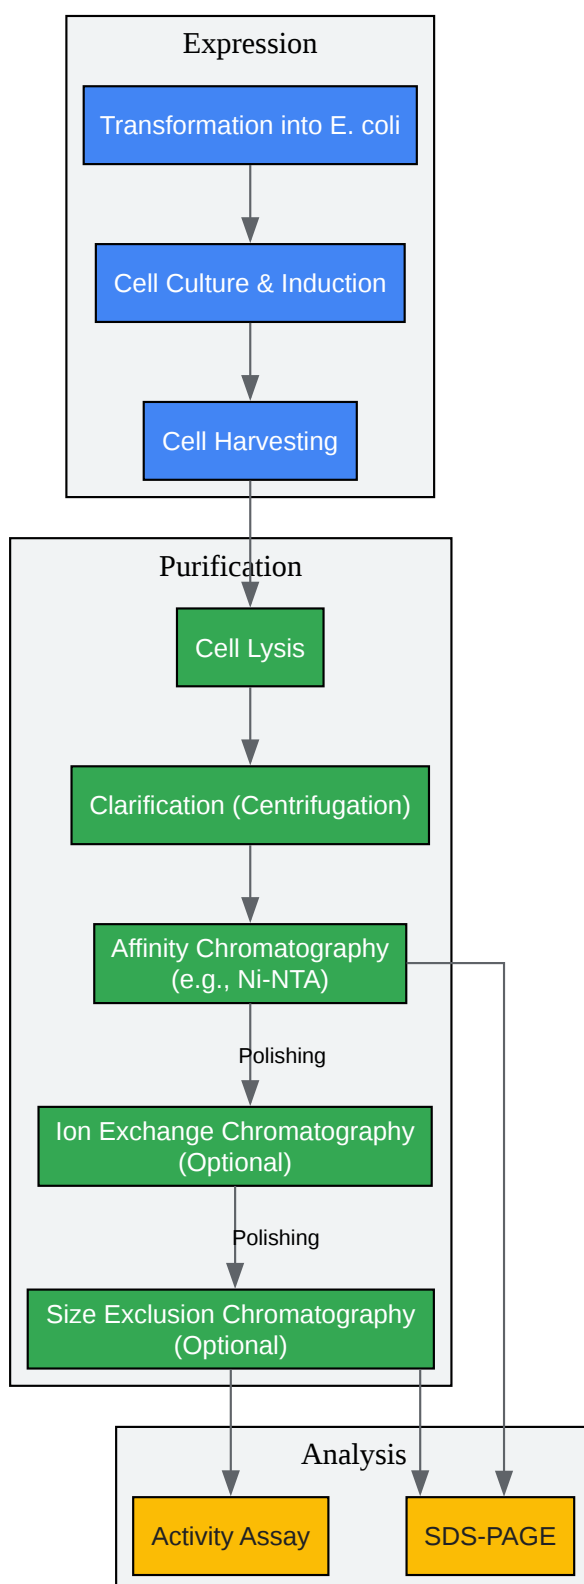 Expression
Transformation into E. coli
Cell Culture & Induction
Cell Harvesting
Purification
Cell Lysis
Clarification (Centrifugation)
Affinity Chromatography
(e.g., Ni-NTA)
Polishing
Ion Exchange Chromatography
(Optional)
Polishing
Size Exclusion Chromatography
(Optional)
Analysis
Activity Assay
SDS-PAGE